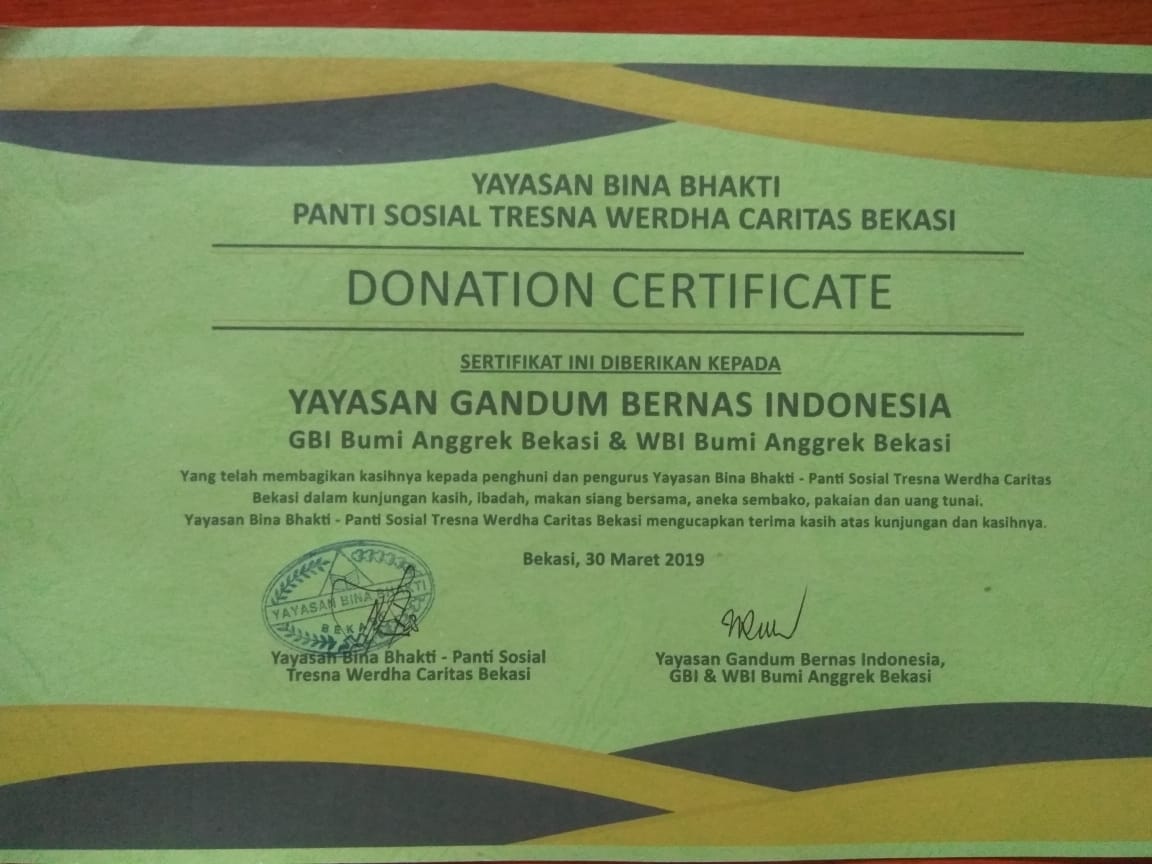 YAYASAN BINA BHAKTI
PANTI SOSIAL TRESNA WERDHA CARITAS BEKASI
DONATION CERTIFICATE
SERTIFIKAT INI DIBERIKAN KEPADA
YAYASAN GANDUM BERNAS INDONESIA
GBI Bumi Anggrek Bekasi & WBI Bumi Anggrek Bekasi
Yang telah membagikan kasihnya kepada penghuni dan pengurus Yayasan Bina Bhakti - Panti Sosial Tresna Werdha Caritas
Bekasi dalam kunjungan kasih, ibadah, makan siang bersama, aneka sembako, pakaian dan uang tunai.
Yayasan Bina Bhakti - Panti Sosial Tresna Werdha Caritas Bekasi mengucapkan terima kasih atas kunjungan dan kasihnya.
Bekasi, 30 Maret 2019
YAYASAN BINA BHAKTI
BEKASI
Yayasan Bina Bhakti - Panti Sosial
Tresna Werdha Caritas Bekasi
Yayasan Gandum Bernas Indonesia,
GBI & WBI Bumi Anggrek Bekasi